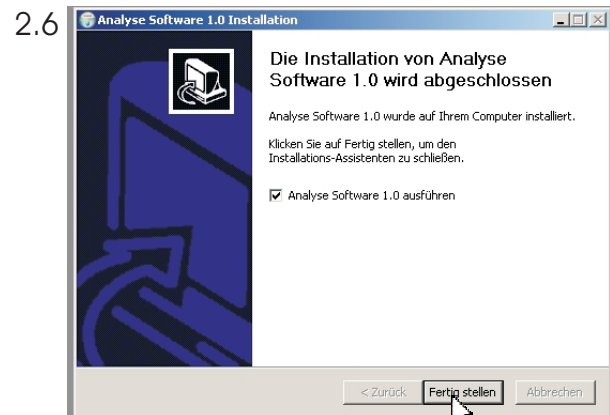 2.6
Analyse Software 1.0 Installation
Die Installation von Analyse
Software 1.0 wird abgeschlossen
Analyse Software 1.0 wurde auf Ihrem Computer installiert.
Klicken Sie auf Fertig stellen, um den
Installations-Assistenten zu schließen.
Analyse Software 1.0 ausführen
< Zurück
Fertig stellen
Abbrechen